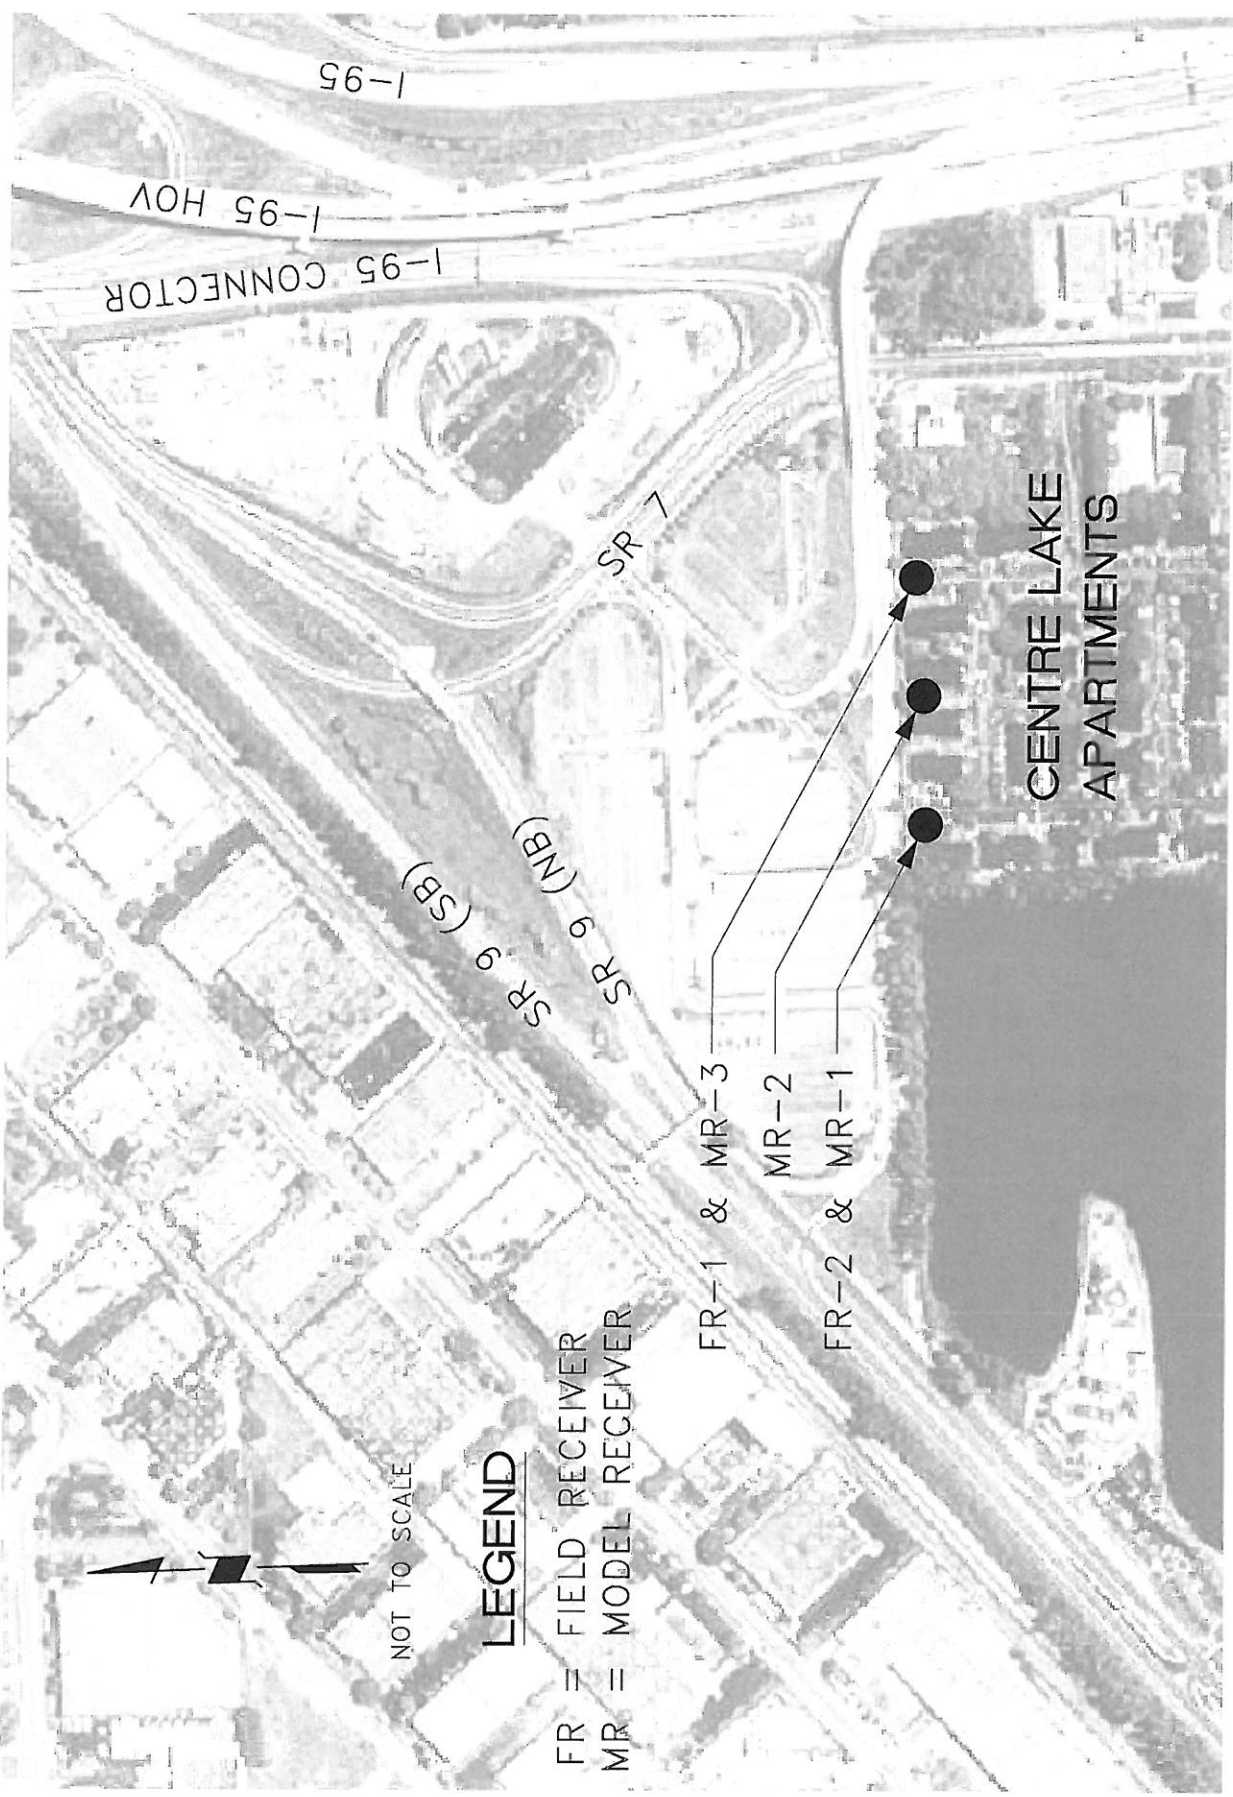 NOT TO SCALE
LEGEND
FR = FIELD RECEIVER
MR = MODEL RECEIVER
FR-1 & MR-3
MR-2
FR-2 & MR-1
SR 9 (SB)
SR 9 (NB)
SR 7
I-95 CONNECTOR
I-95 HOV
I-95
CENTRE LAKE
APARTMENTS